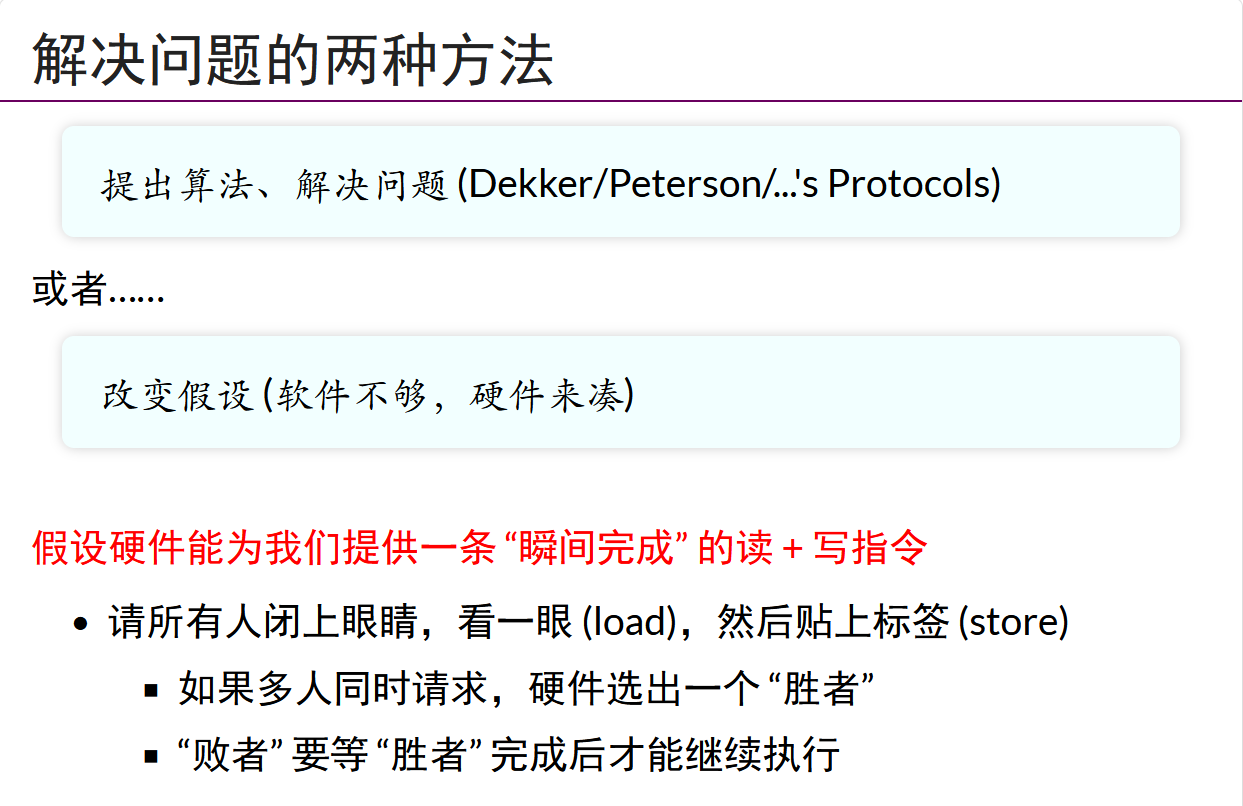 解决问题的两种方法
提出算法、解决问题 (Dekker/Peterson/...'s Protocols)
或者……
改变假设 (软件不够，硬件来凑)
假设硬件能为我们提供一条 “瞬间完成” 的读 + 写指令
• 请所有人闭上眼睛，看一眼 (load)，然后贴上标签 (store)
▪ 如果多人同时请求，硬件选出一个 “胜者”
▪ “败者” 要等 “胜者” 完成后才能继续执行